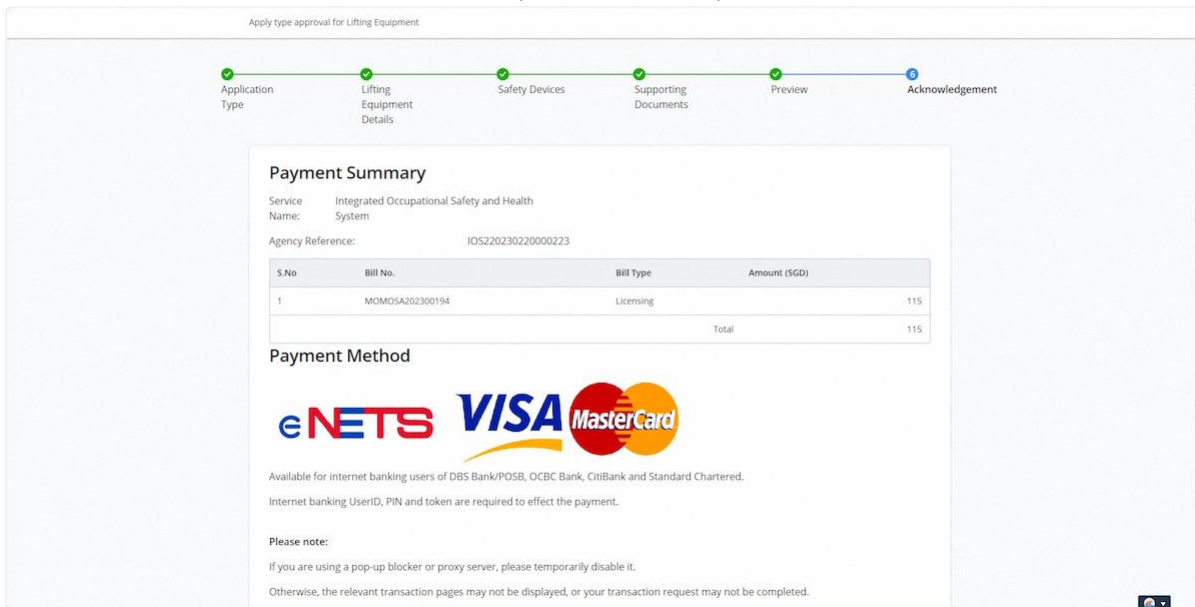 Apply type approval for Lifting Equipment
Application
Type
Lifting
Equipment
Details
Safety Devices
Supporting
Documents
Preview
6
Acknowledgement
Payment Summary
Service
Name:
Integrated Occupational Safety and Health
System
Agency Reference: IOS220230220000223
S.No Bill No. Bill Type Amount (SGD)
1 MOMOSA202300194 Licensing 115
Total 115
Payment Method
eNETS VISA MasterCard
Available for internet banking users of DBS Bank/POSB, OCBC Bank, CitiBank and Standard Chartered.
Internet banking UserID, PIN and token are required to effect the payment.
Please note:
If you are using a pop-up blocker or proxy server, please temporarily disable it.
Otherwise, the relevant transaction pages may not be displayed, or your transaction request may not be completed.